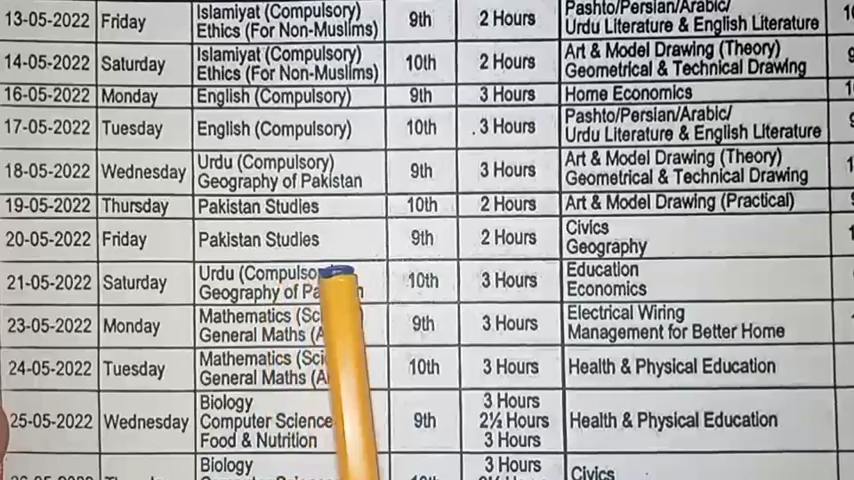 13-05-2022 Friday Islamiyat (Compulsory) 9th 2 Hours Pashto/Persian/Arabic/
Ethics (For Non-Muslims) Urdu Literature & English Literature
14-05-2022 Saturday Islamiyat (Compulsory) 10th 2 Hours Art & Model Drawing (Theory)
Ethics (For Non-Muslims) Geometrical & Technical Drawing
16-05-2022 Monday English (Compulsory) 9th 3 Hours Home Economics
17-05-2022 Tuesday English (Compulsory) 10th 3 Hours Pashto/Persian/Arabic/
Urdu Literature & English Literature
18-05-2022 Wednesday Urdu (Compulsory) 9th 3 Hours Art & Model Drawing (Theory)
Geography of Pakistan Geometrical & Technical Drawing
19-05-2022 Thursday Pakistan Studies 10th 2 Hours Art & Model Drawing (Practical)
20-05-2022 Friday Pakistan Studies 9th 2 Hours Civics
Geography
21-05-2022 Saturday Urdu 10th 3 Hours Education
Geography of Economics
23-05-2022 Monday Mathematics 9th 3 Hours Electrical Wiring
General Maths Management for Better Home
24-05-2022 Tuesday Mathematics 10th 3 Hours Health & Physical Education
General Maths
25-05-2022 Wednesday Biology 9th 3 Hours Health & Physical Education
Computer Science 2½ Hours
Food & Nutrition 3 Hours
Biology 3 Hours Civics